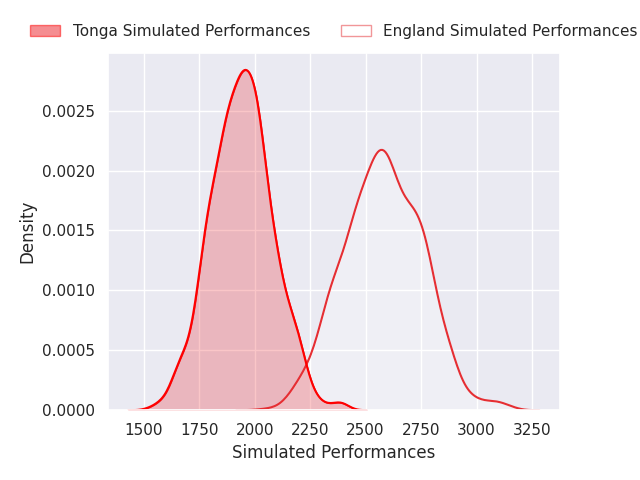 Tonga Simulated Performances England Simulated Performances
0.0025
0.0020
0.0015
0.0010
0.0005
0.0000
Density
1500 1750 2000 2250 2500 2750 3000 3250
Simulated Performances